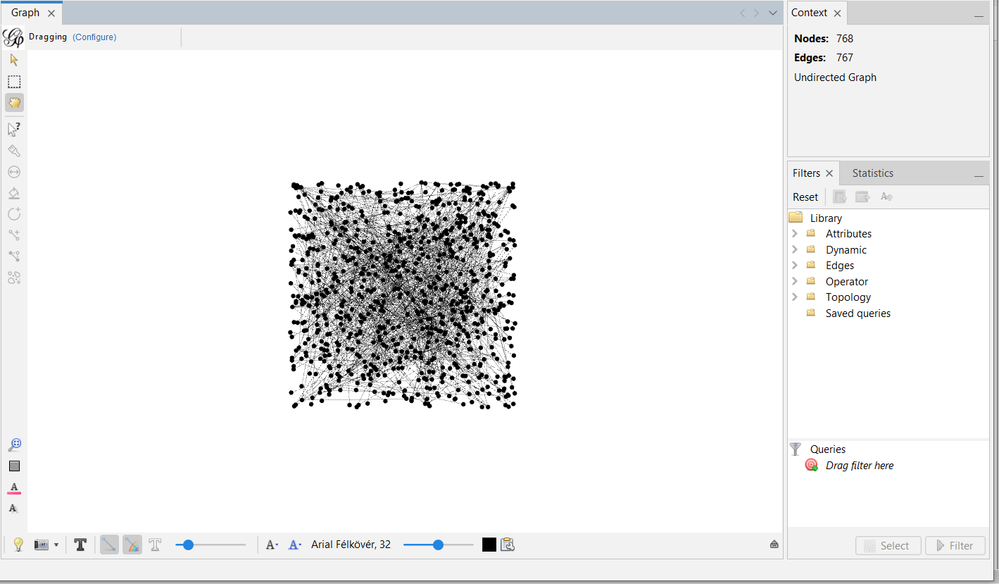 Graph
Dragging (Configure)
Context
Nodes: 768
Edges: 767
Undirected Graph
Filters
Statistics
Reset
Library
Attributes
Dynamic
Edges
Operator
Topology
Saved queries
Queries
Drag filter here
Select
Filter
T
T
A
A
Arial Félkövér, 32
A
A